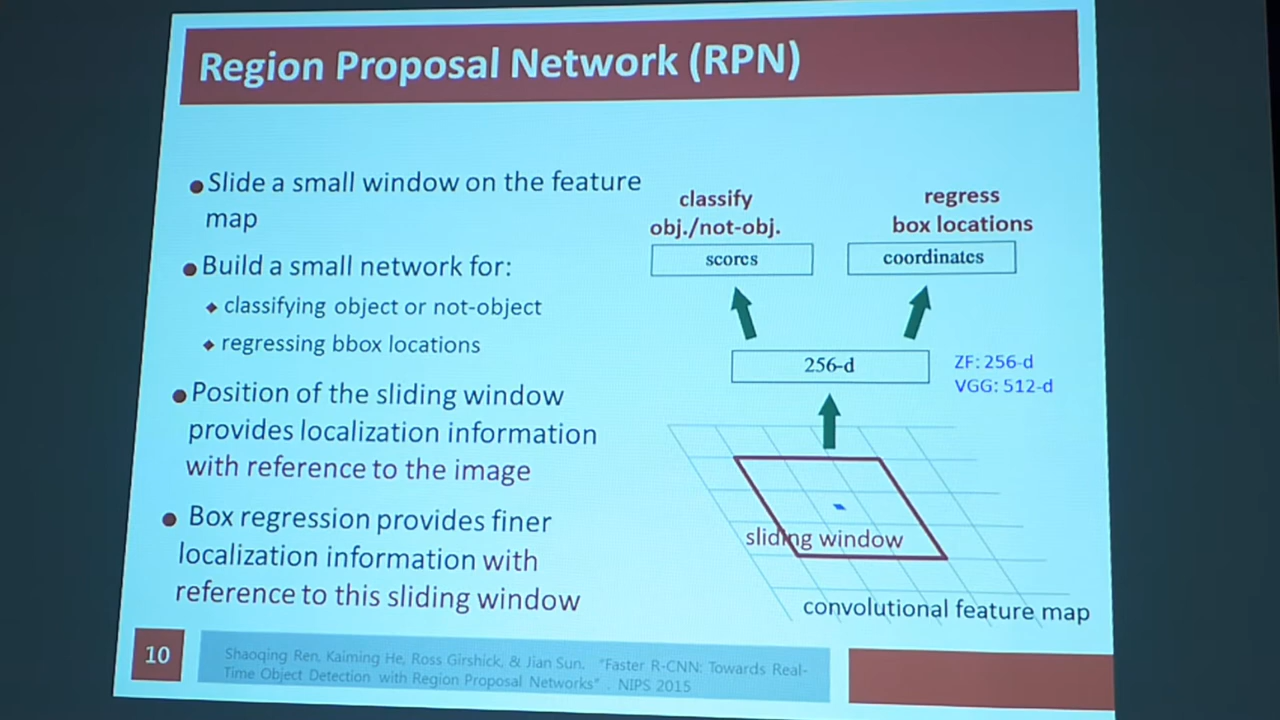 Region Proposal Network (RPN)
Slide a small window on the feature
map
Build a small network for:
classifying object or not-object
regressing bbox locations
Position of the sliding window
provides localization information
with reference to the image
Box regression provides finer
localization information with
reference to this sliding window
classify
obj./not-obj.
scores
regress
box locations
coordinates
256-d
ZF: 256-d
VGG: 512-d
sliding window
convolutional feature map
10
Shaoqing Ren, Kaiming He, Ross Girshick, & Jian Sun. "Faster R-CNN: Towards Real-
Time Object Detection with Region Proposal Networks" . NIPS 2015